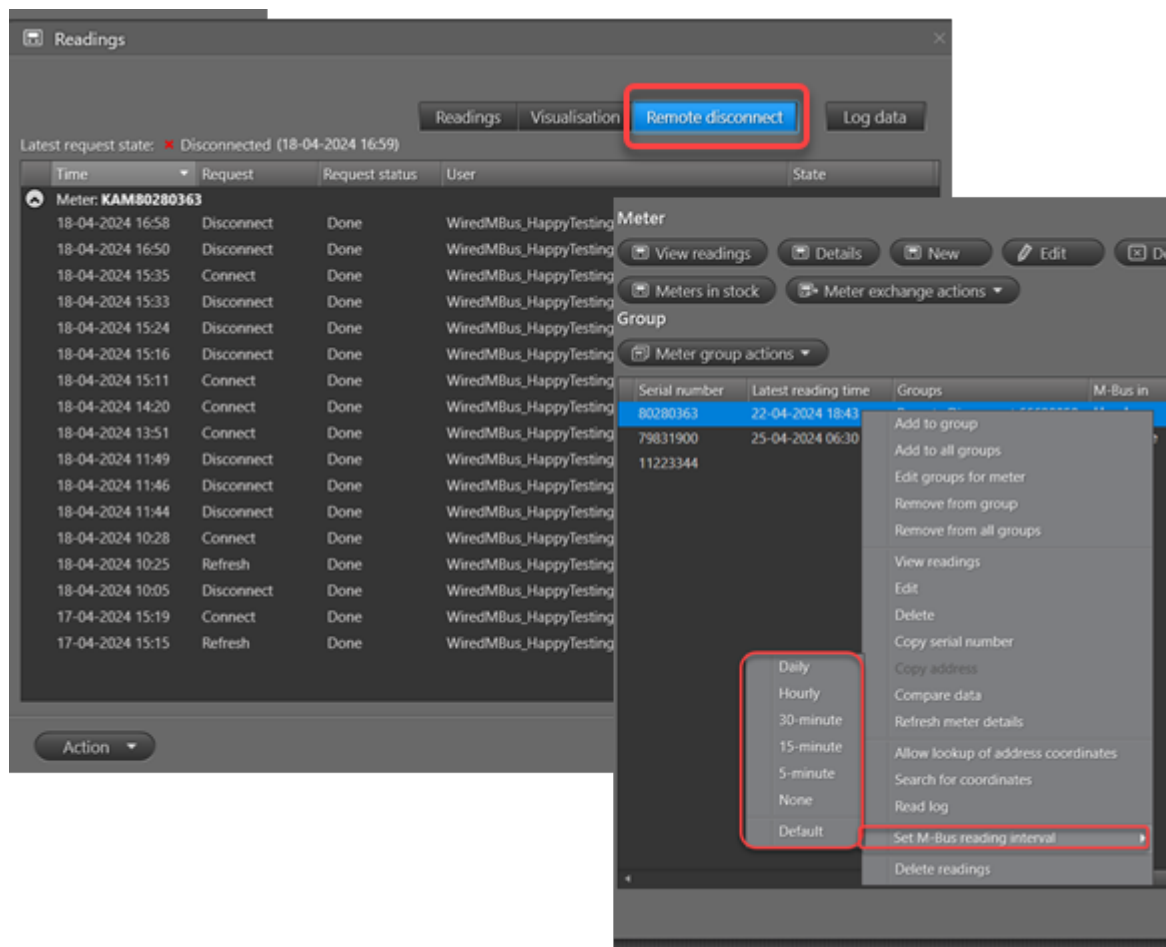 Readings
Readings Visualisation Remote disconnect Log data
Latest request state: Disconnected (18-04-2024 16:59)
Time Request Request status User State
Meter: KAM80280363
18-04-2024 16:58 Disconnect Done WiredMBus_HappyTesting
18-04-2024 16:50 Disconnect Done WiredMBus_HappyTesting
18-04-2024 15:35 Connect Done WiredMBus_HappyTesting
18-04-2024 15:33 Disconnect Done WiredMBus_HappyTesting
18-04-2024 15:24 Disconnect Done WiredMBus_HappyTesting
18-04-2024 15:16 Disconnect Done WiredMBus_HappyTesting
18-04-2024 15:11 Connect Done WiredMBus_HappyTesting
18-04-2024 14:20 Connect Done WiredMBus_HappyTesting
18-04-2024 13:51 Connect Done WiredMBus_HappyTesting
18-04-2024 11:49 Disconnect Done WiredMBus_HappyTesting
18-04-2024 11:46 Disconnect Done WiredMBus_HappyTesting
18-04-2024 11:44 Disconnect Done WiredMBus_HappyTesting
18-04-2024 10:28 Connect Done WiredMBus_HappyTesting
18-04-2024 10:25 Refresh Done WiredMBus_HappyTesting
18-04-2024 10:05 Disconnect Done WiredMBus_HappyTesting
17-04-2024 15:19 Connect Done WiredMBus_HappyTesting
17-04-2024 15:15 Refresh Done WiredMBus_HappyTesting
Action
Meter
View readings Details New Edit
Meters in stock Meter exchange actions
Group
Meter group actions
Serial number Latest reading time Groups M-Bus in
80280363 22-04-2024 18:43
79831900 25-04-2024 06:30
11223344
Add to group
Add to all groups
Edit groups for meter
Remove from group
Remove from all groups
View readings
Edit
Delete
Copy serial number
Copy address
Compare data
Refresh meter details
Allow lookup of address coordinates
Search for coordinates
Read log
Set M-Bus reading interval
Delete readings
Daily
Hourly
30-minute
15-minute
5-minute
None
Default